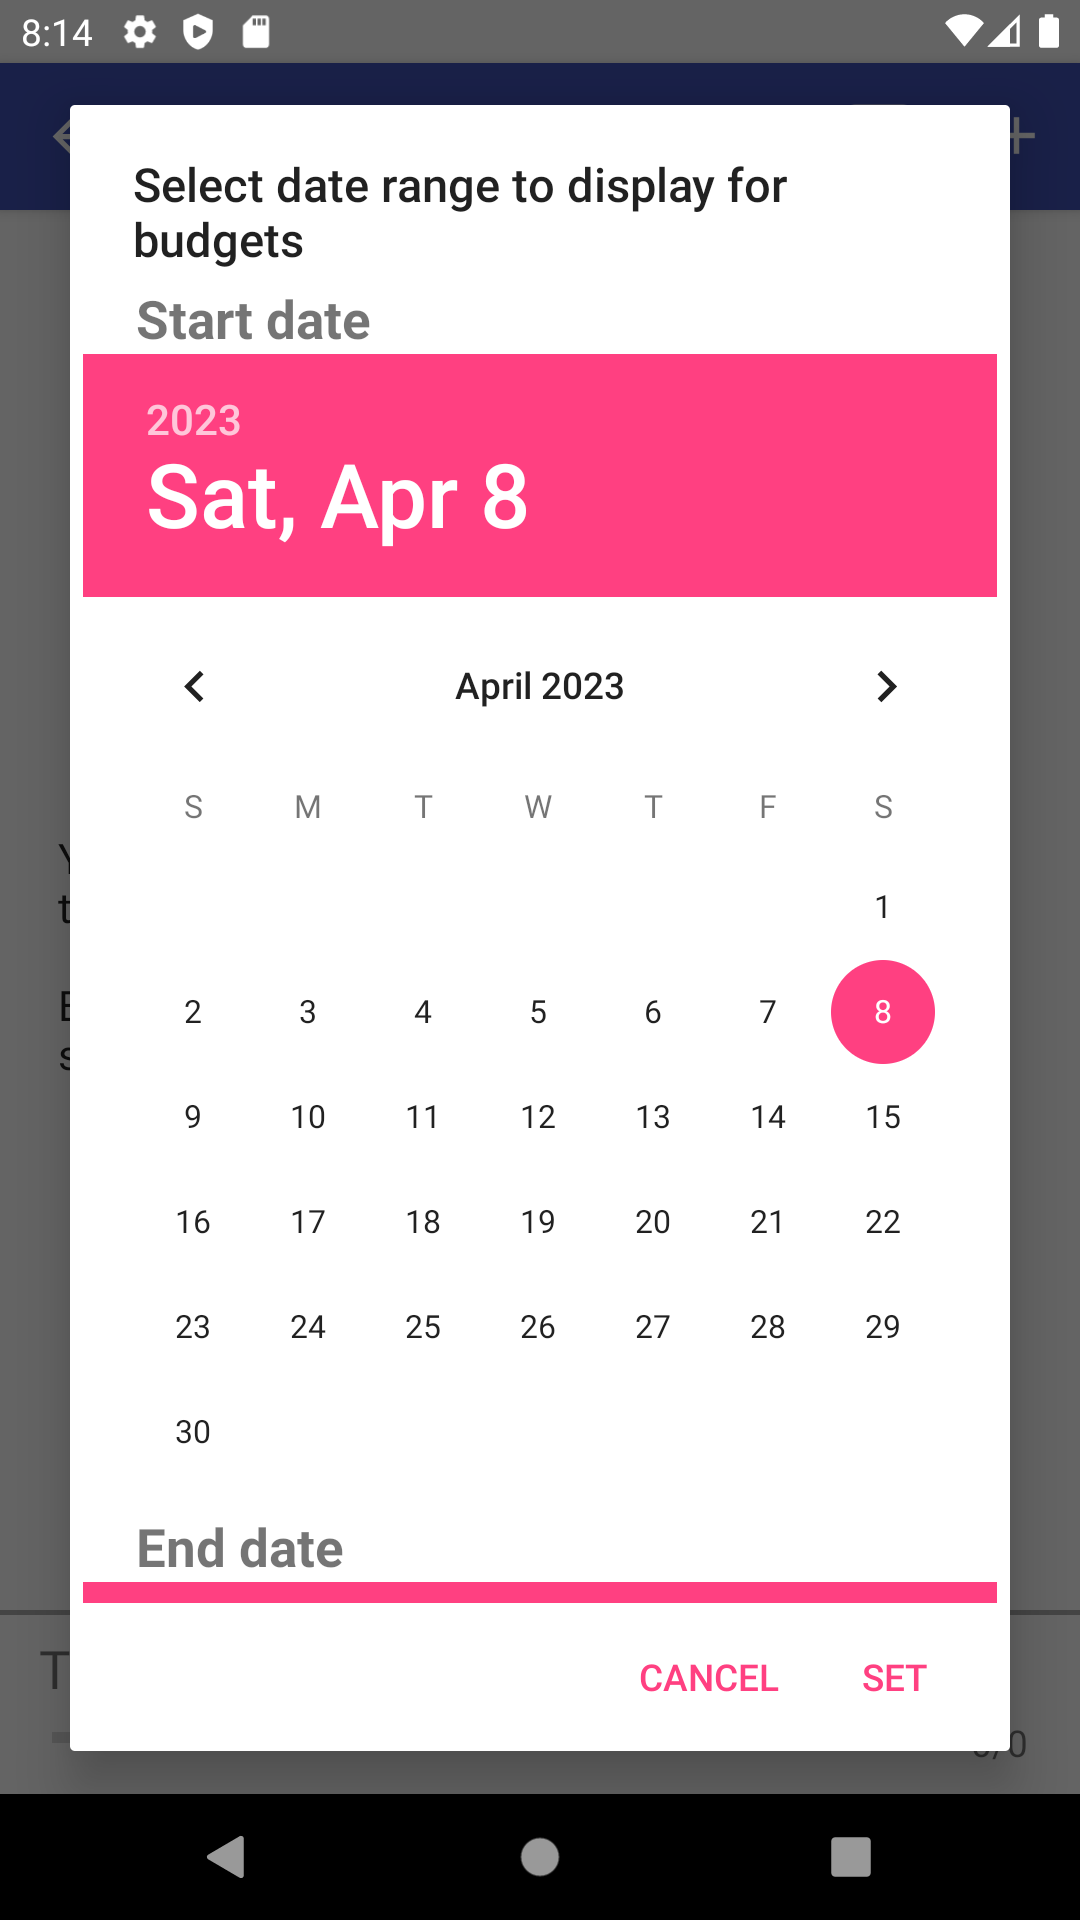 8:14
Select date range to display for
budgets
Start date
2023
Sat, Apr 8
April 2023
S M T W T F S
1
2 3 4 5 6 7 8
9 10 11 12 13 14 15
16 17 18 19 20 21 22
23 24 25 26 27 28 29
30
End date
CANCEL SET